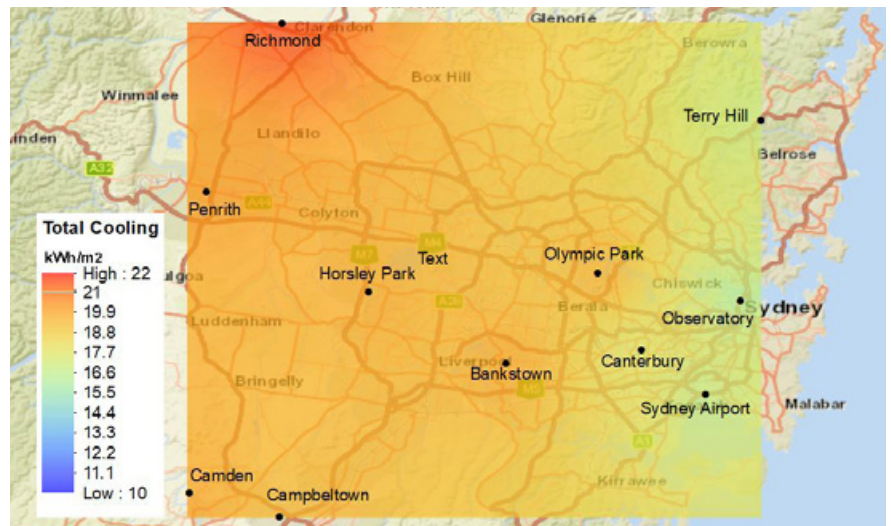 Glenorie
Clarendon
Richmond
Berowra
Box Hill
Winmalee
Terry Hill
Llandilo
inden
Belrose
A32
Penrith
A44
Colyton
Total Cooling
kWh/m2
High : 22
21
19.9
18.8
17.7
16.6
15.5
14.4
13.3
12.2
11.1
Low : 10
M4
Olympic Park
M7
Text
ulgoa
Horsley Park
Chiswick
Berala
Sydney
Observatory
Luddenham
Canterbury
Liverpool
Bankstown
Bringelly
Sydney Airport
Malabar
A1
Camden
Kirrawee
Campbeltown